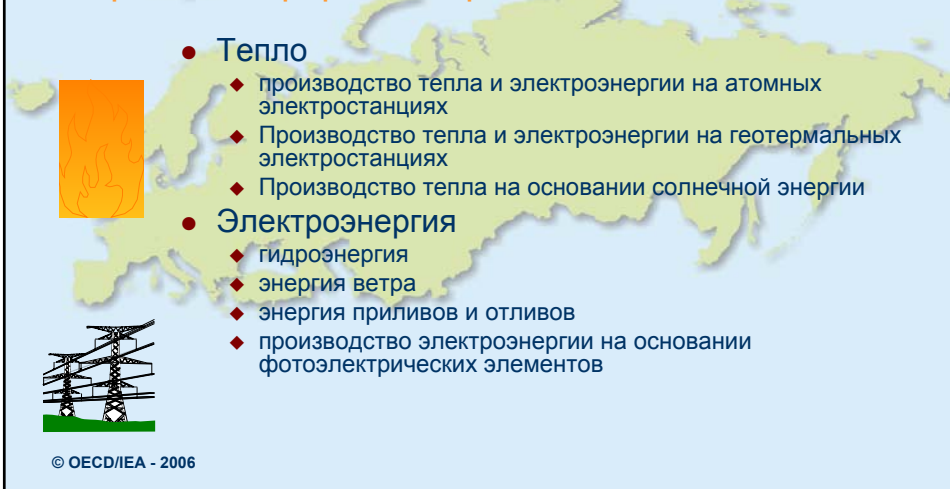 Тепло
производство тепла и электроэнергии на атомных
электростанциях
Производство тепла и электроэнергии на геотермальных
электростанциях
Производство тепла на основании солнечной энергии
Электроэнергия
гидроэнергия
энергия ветра
энергия приливов и отливов
производство электроэнергии на основании
фотоэлектрических элементов
© OECD/IEA - 2006